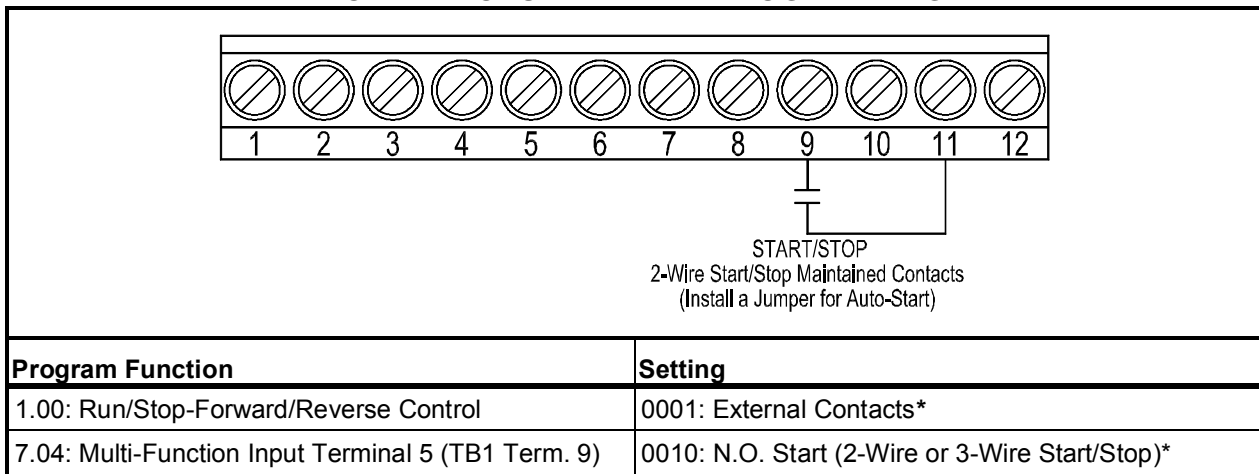 1 2 3 4 5 6 7 8 9 10 11 12
START/STOP
2-Wire Start/Stop Maintained Contacts
(Install a Jumper for Auto-Start)
Program Function Setting
1.00: Run/Stop-Forward/Reverse Control 0001: External Contacts*
7.04: Multi-Function Input Terminal 5 (TB1 Term. 9) 0010: N.O. Start (2-Wire or 3-Wire Start/Stop)*